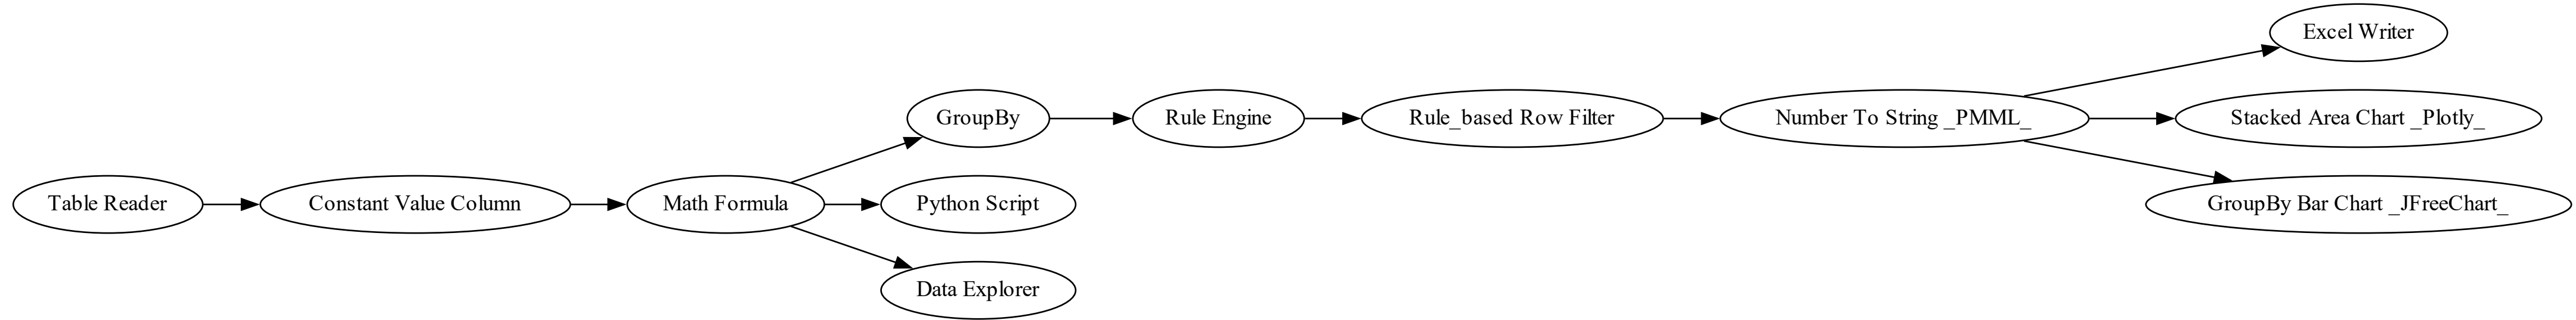 Table Reader
Constant Value Column
Math Formula
GroupBy
Python Script
Data Explorer
Rule Engine
Rule_based Row Filter
Number To String _PMML_
Excel Writer
Stacked Area Chart _Plotly_
GroupBy Bar Chart _JFreeChart_